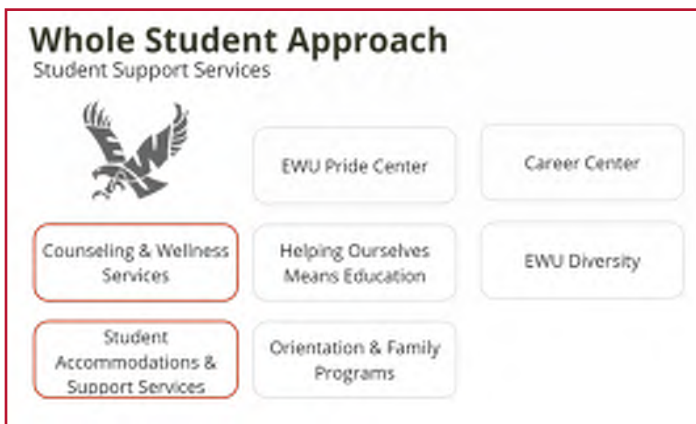 Whole Student Approach
Student Support Services
EW
EWU Pride Center
Career Center
Counseling & Wellness
Services
Helping Ourselves
Means Education
EWU Diversity
Student
Accommodations &
Support Services
Orientation & Family
Programs